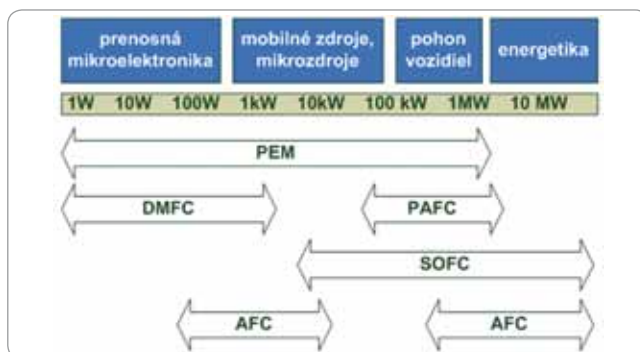 prenosná
mikroelektronika
mobilné zdroje,
mikrozdroje
pohon
vozidiel
energetika
1W 10W 100W 1kW 10kW 100 kW 1MW 10 MW
PEM
DMFC PAFC
SOFC
AFC AFC